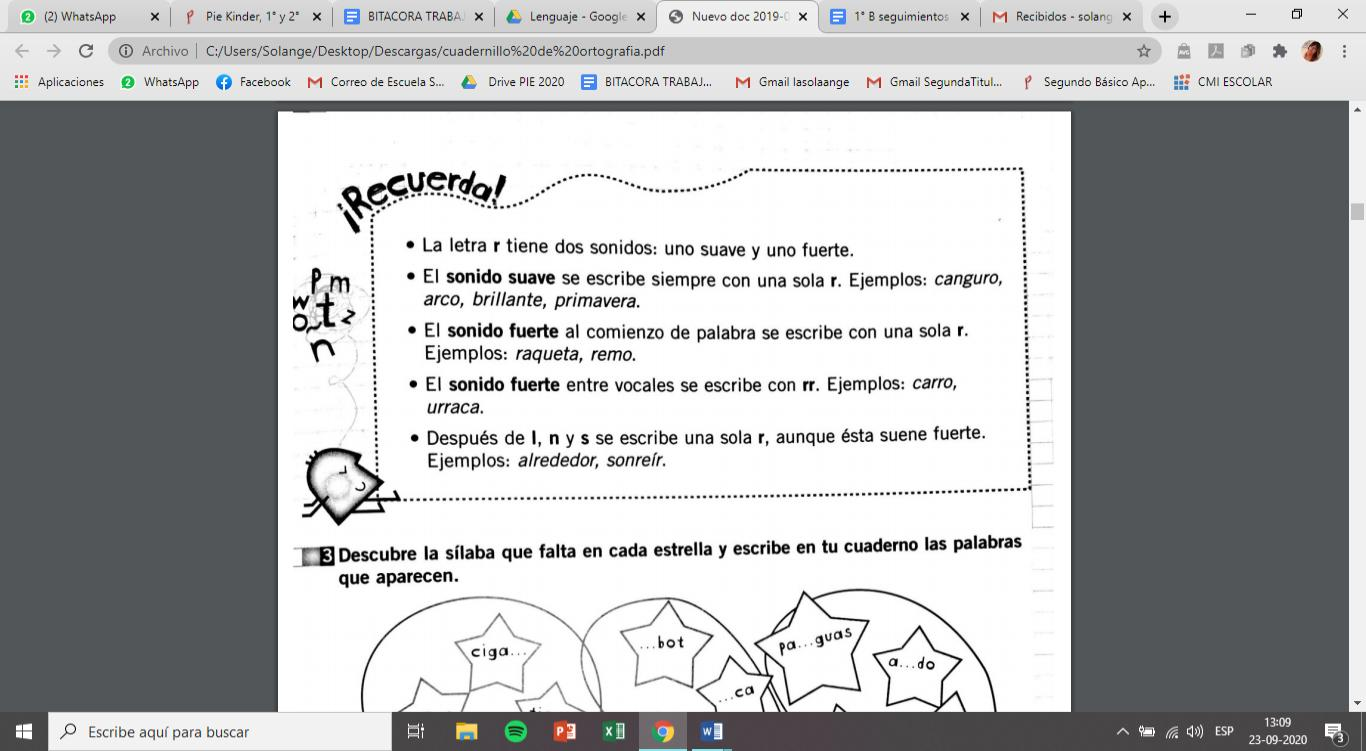 (2) WhatsApp
Pie Kinder, 1° y 2°
BITACORA TRABA
Lenguaje - Google
Nuevo doc 2019-0
1° B seguimientos
Recibidos - solang
Archivo
C:/Users/Solange/Desktop/Descargas/cuadernillo%20de%20ortografia.pdf
Aplicaciones
WhatsApp
Facebook
Correo de Escuela S...
Drive PIE 2020
BITACORA TRABAJ...
Gmail lasolaange
Gmail SegundaTitul...
Segundo Básico Ap...
CMI ESCOLAR
¡Recuerda!
• La letra r tiene dos sonidos: uno suave y uno fuerte.
• El sonido suave se escribe siempre con una sola r. Ejemplos: canguro,
arco, brillante, primavera.
• El sonido fuerte al comienzo de palabra se escribe con una sola r.
Ejemplos: raqueta, remo.
• El sonido fuerte entre vocales se escribe con rr. Ejemplos: carro,
urraca.
• Después de l, n y s se escribe una sola r, aunque ésta suene fuerte.
Ejemplos: alrededor, sonreír.
P m
w t z
o
n
3 Descubre la sílaba que falta en cada estrella y escribe en tu cuaderno las palabras
que aparecen.
ciga...
...bot
pa...guas
a...do
...ca
Escribe aquí para buscar
ESP
13:09
23-09-2020
3